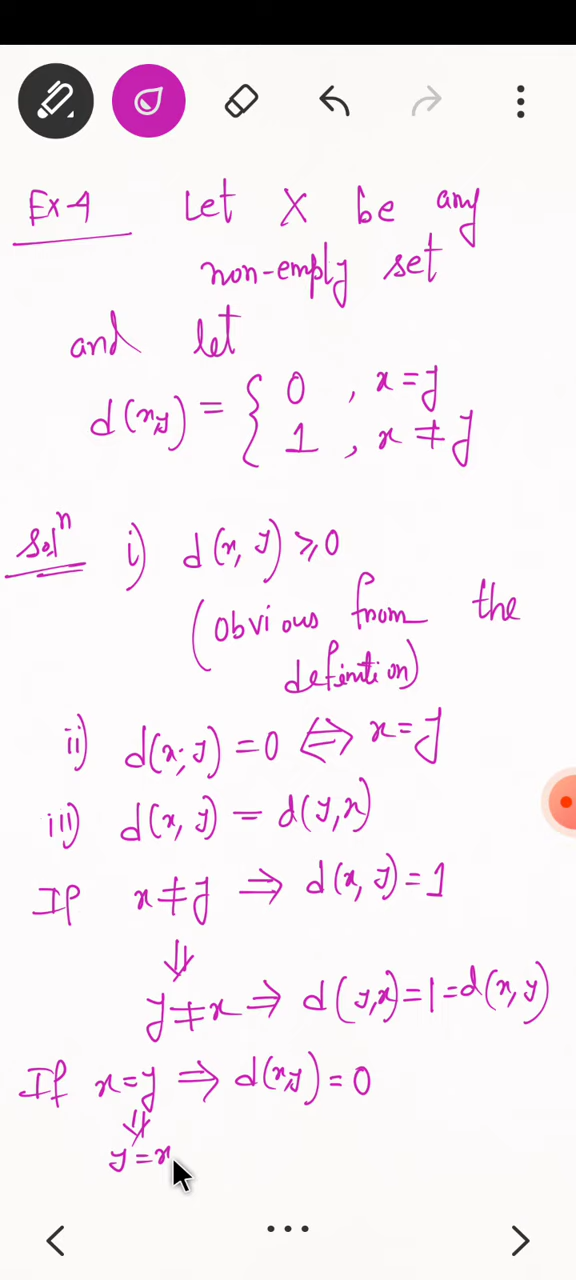 Ex-4 Let X be any
non-empty set
and let
d(x,y) = { 0 , x = y
1 , x ≠ y
Solⁿ i) d(x, y) ≥ 0
(obvious from the
definition)
ii) d(x, y) = 0 ⇔ x = y
iii) d(x, y) = d(y, x)
If x ≠ y ⇒ d(x, y) = 1
⇓
y ≠ x ⇒ d(y,x) = 1 = d(x, y)
If x = y ⇒ d(x,y) = 0
⇓
y = x